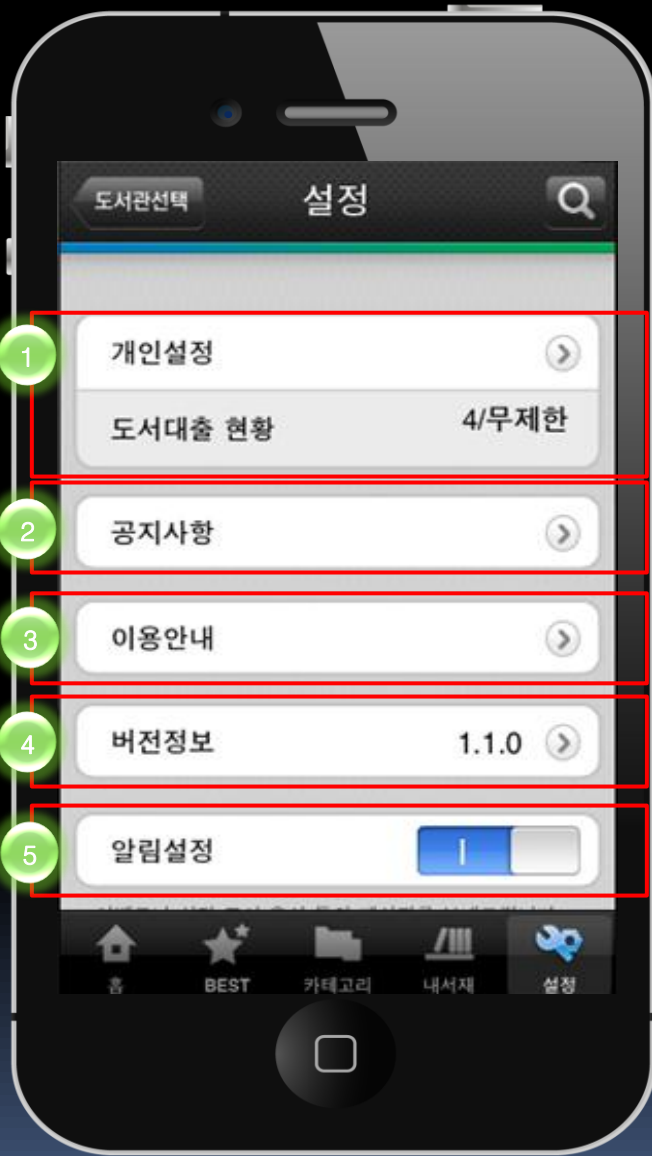 도서관선택 설정
1 개인설정
도서대출 현황 4/무제한
2 공지사항
3 이용안내
4 버전정보 1.1.0
5 알림설정
홈 BEST 카테고리 내서재 설정